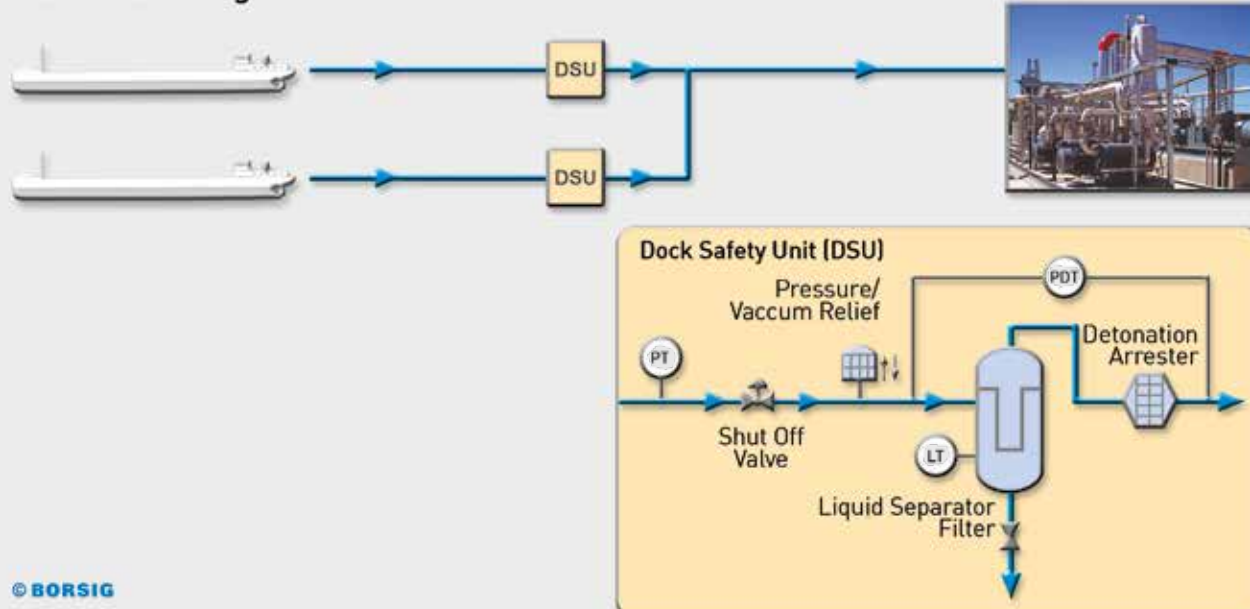 DSU
DSU
Dock Safety Unit (DSU)
Pressure/
Vaccum Relief
PDT
Detonation
Arrester
PT
Shut Off
Valve
LT
Liquid Separator
Filter
© BORSIG